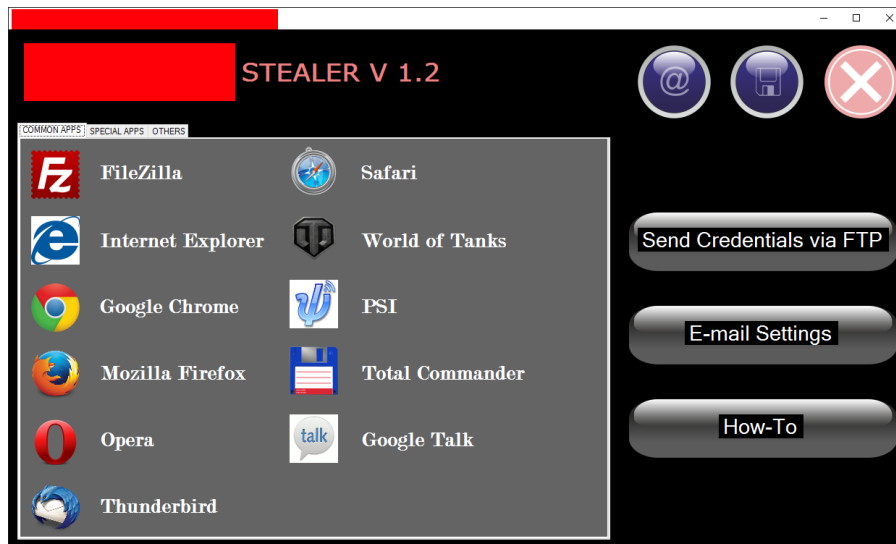 STEALER V 1.2
@
COMMON APPS SPECIAL APPS OTHERS
Fz FileZilla
Safari
Internet Explorer
World of Tanks
Google Chrome
PSI
Mozilla Firefox
Total Commander
Opera
talk Google Talk
Thunderbird
Send Credentials via FTP
E-mail Settings
How-To